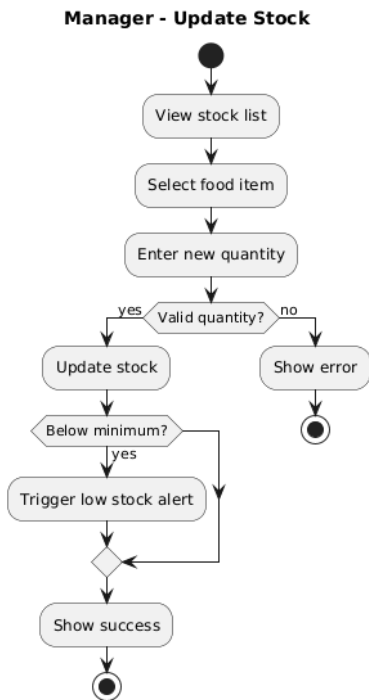 Manager - Update Stock
View stock list
Select food item
Enter new quantity
yes
Valid quantity?
no
Update stock
Show error
Below minimum?
yes
Trigger low stock alert
Show success